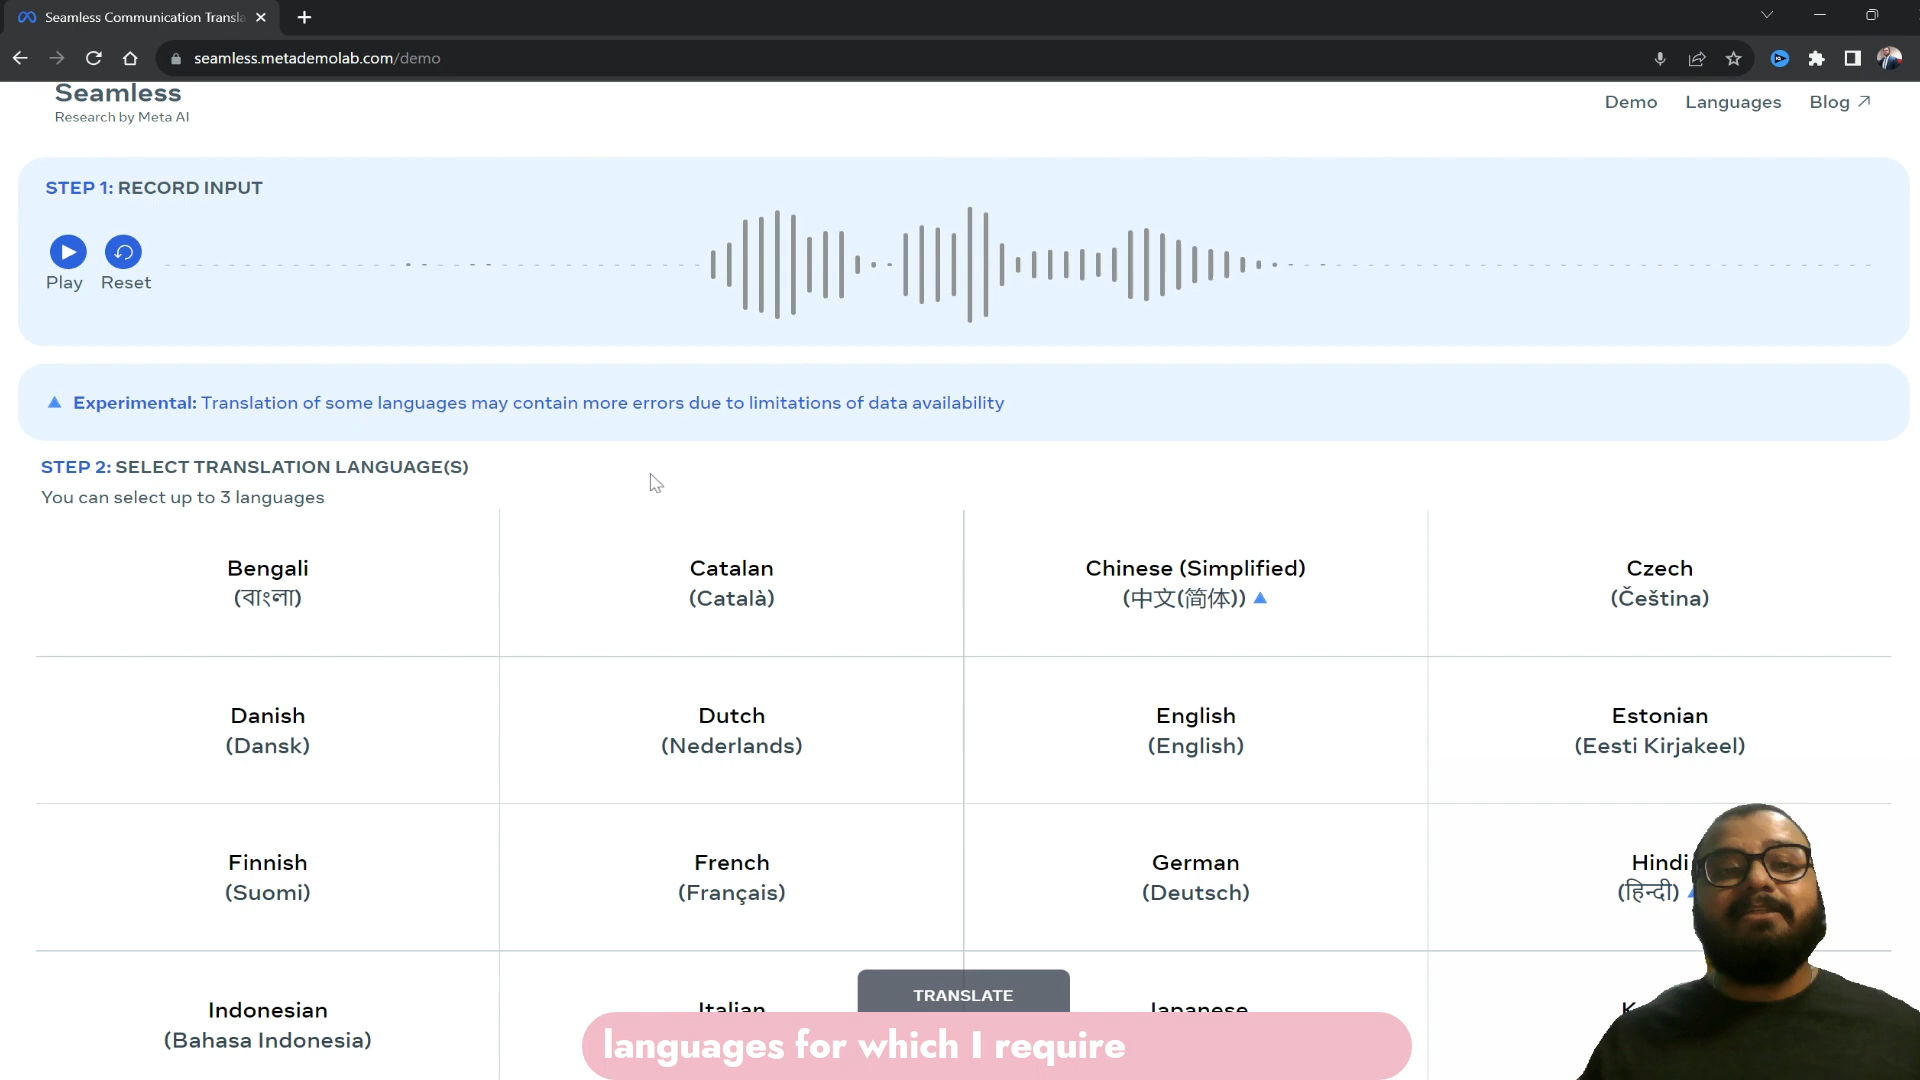 Seamless Communication Transla
seamless.metademolab.com/demo
Seamless
Research by Meta AI
Demo
Languages
Blog
STEP 1: RECORD INPUT
Play
Reset
Experimental: Translation of some languages may contain more errors due to limitations of data availability
STEP 2: SELECT TRANSLATION LANGUAGE(S)
You can select up to 3 languages
Bengali
(বাংলা)
Catalan
(Català)
Chinese (Simplified)
(中文(简体))
Czech
(Čeština)
Danish
(Dansk)
Dutch
(Nederlands)
English
(English)
Estonian
(Eesti Kirjakeel)
Finnish
(Suomi)
French
(Français)
German
(Deutsch)
Hindi
(हिन्दी)
Indonesian
(Bahasa Indonesia)
Italian
Japanese
TRANSLATE
languages for which I require